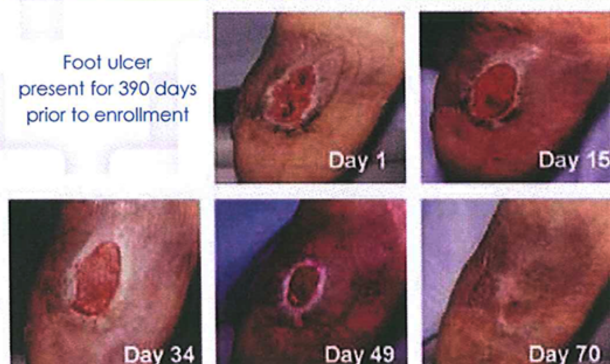 Foot ulcer
present for 390 days
prior to enrollment
Day 1
Day 15
Day 34
Day 49
Day 70